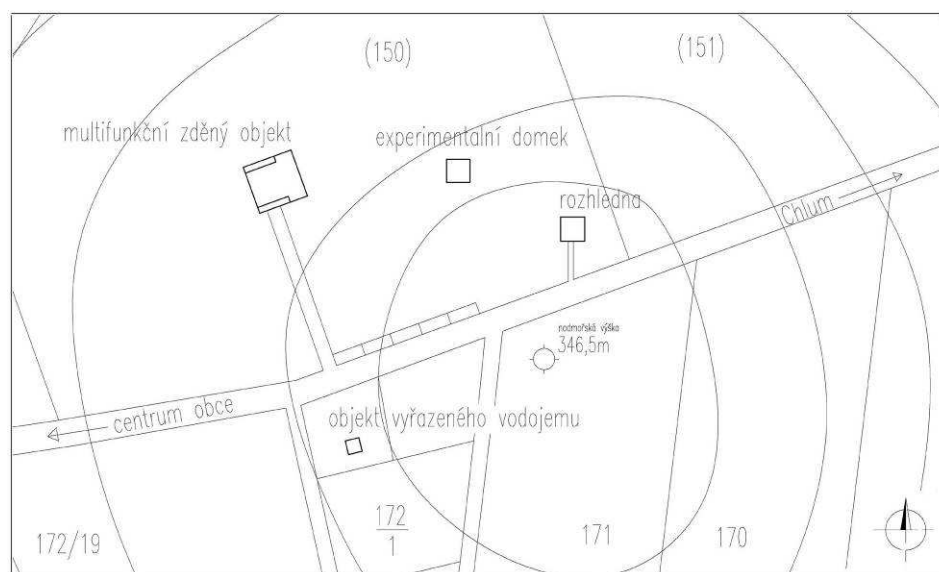 (150)
(151)
multifunkční zděný objekt
experimentální domek
rozhledna
Chlum
nadmořská výška
346,5m
centrum obce
objekt vyřazeného vodojemu
172/19
172
1
171
170